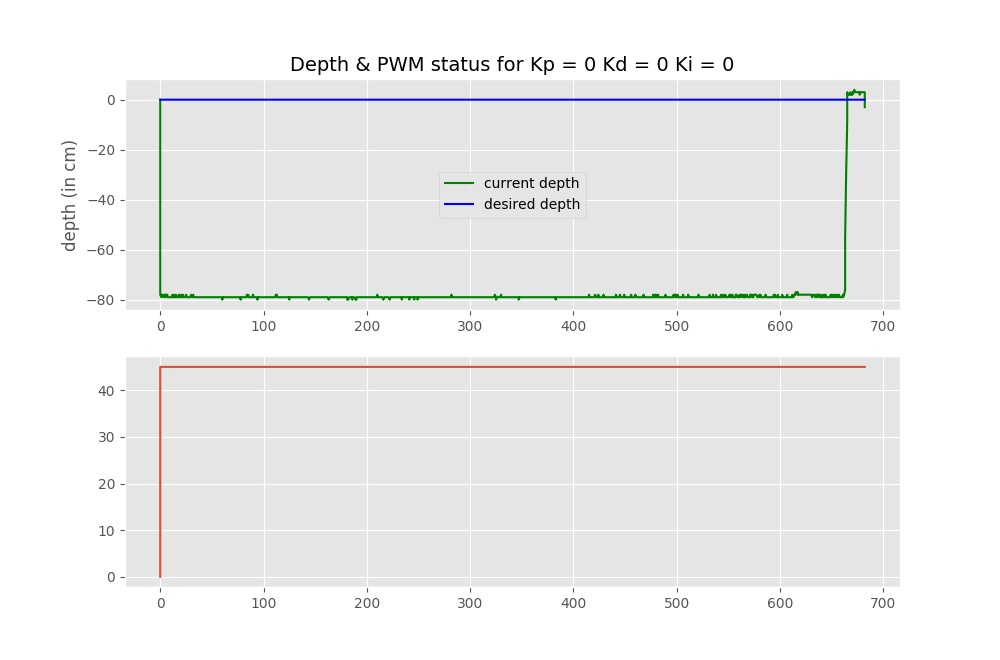 Depth & PWM status for Kp = 0 Kd = 0 Ki = 0
depth (in cm)
0
−20
−40
−60
−80
current depth
desired depth
0 100 200 300 400 500 600 700
40
30
20
10
0
0 100 200 300 400 500 600 700